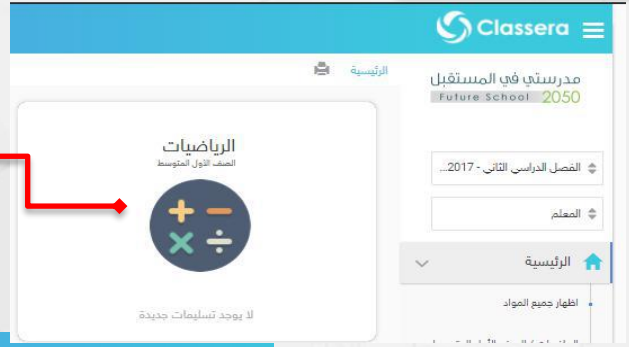 Classera
الرئيسية
مدرستي في المستقبل
Future School 2050
الرياضيات
الصف الأول المتوسط
لا يوجد تسليمات جديدة
الفصل الدراسي الثاني - 2017...
المعلم
الرئيسية
اظهار جميع المواد